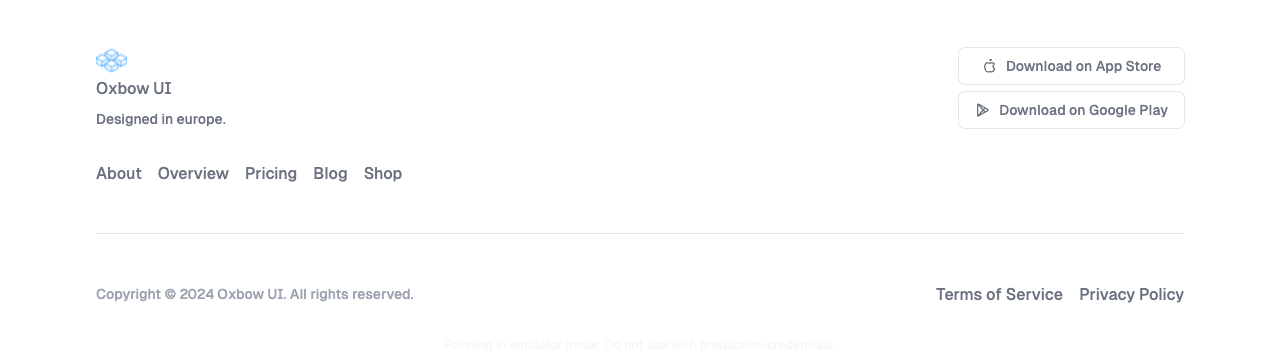 Oxbow UI
Designed in europe.
Download on App Store
Download on Google Play
About Overview Pricing Blog Shop
Copyright © 2024 Oxbow UI. All rights reserved.
Terms of Service Privacy Policy
Running in emulator mode. Do not use with production credentials.